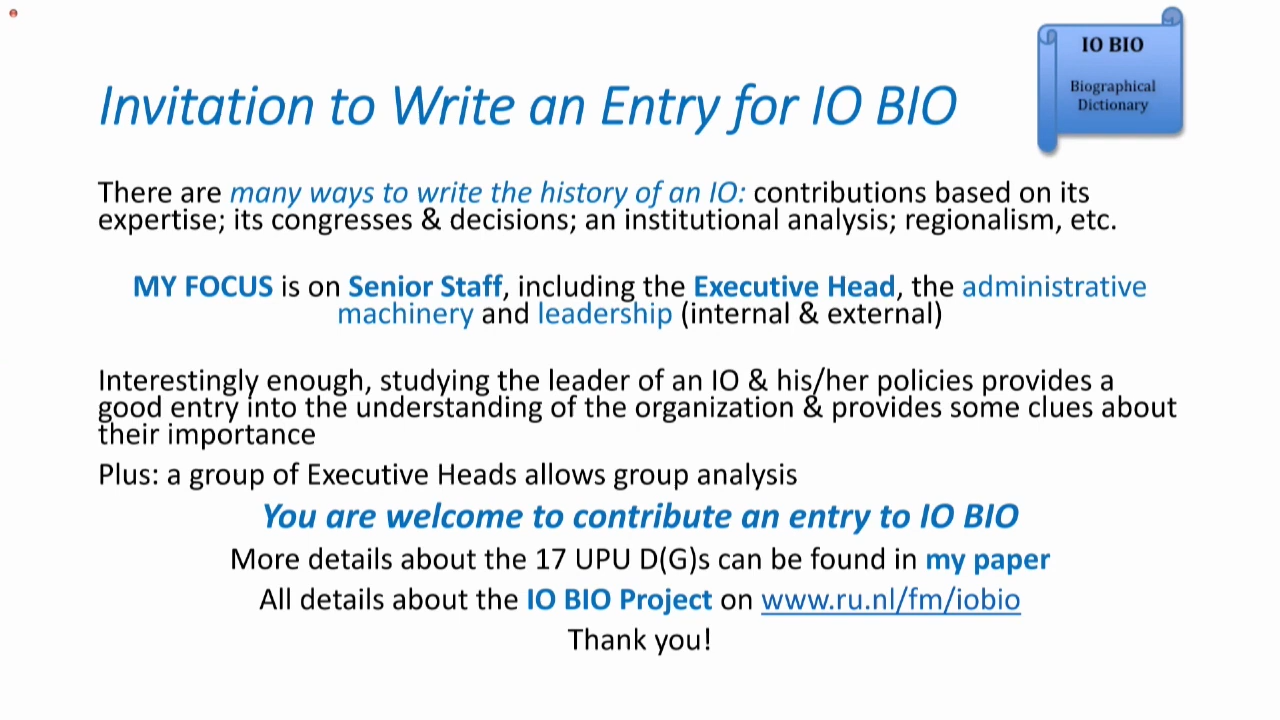 IO BIO
Biographical
Dictionary
Invitation to Write an Entry for IO BIO
There are many ways to write the history of an IO: contributions based on its
expertise; its congresses & decisions; an institutional analysis; regionalism, etc.
MY FOCUS is on Senior Staff, including the Executive Head, the administrative
machinery and leadership (internal & external)
Interestingly enough, studying the leader of an IO & his/her policies provides a
good entry into the understanding of the organization & provides some clues about
their importance
Plus: a group of Executive Heads allows group analysis
You are welcome to contribute an entry to IO BIO
More details about the 17 UPU D(G)s can be found in my paper
All details about the IO BIO Project on www.ru.nl/fm/iobio
Thank you!